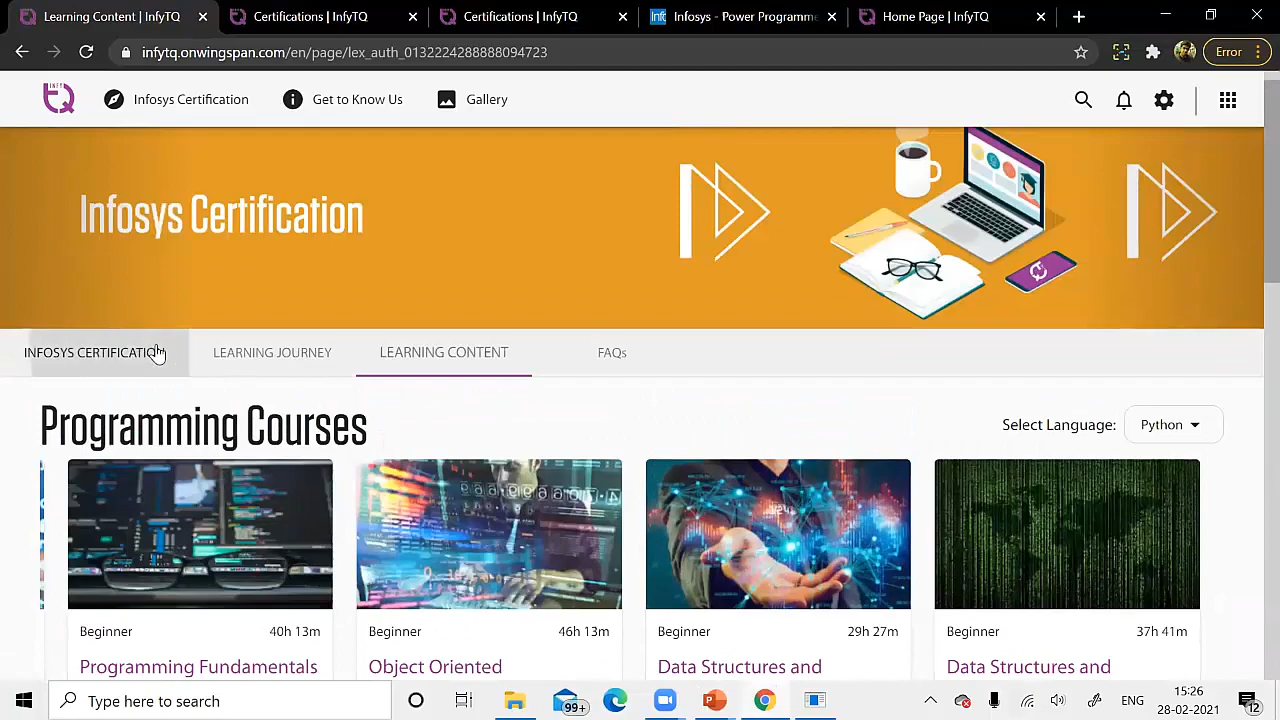 Learning Content | InfyTQ
Certifications | InfyTQ
Certifications | InfyTQ
Infosys - Power Programme
Home Page | InfyTQ
infytq.onwingspan.com/en/page/lex_auth_0132224288888094723
Error
INFY
TQ
Infosys Certification
Get to Know Us
Gallery
Infosys Certification
INFOSYS CERTIFICATION
LEARNING JOURNEY
LEARNING CONTENT
FAQs
Programming Courses
Select Language:
Python
Beginner
40h 13m
Beginner
46h 13m
Beginner
29h 27m
Beginner
37h 41m
Programming Fundamentals
Object Oriented
Data Structures and
Data Structures and
Type here to search
99+
ENG
15:26
28-02-2021
12